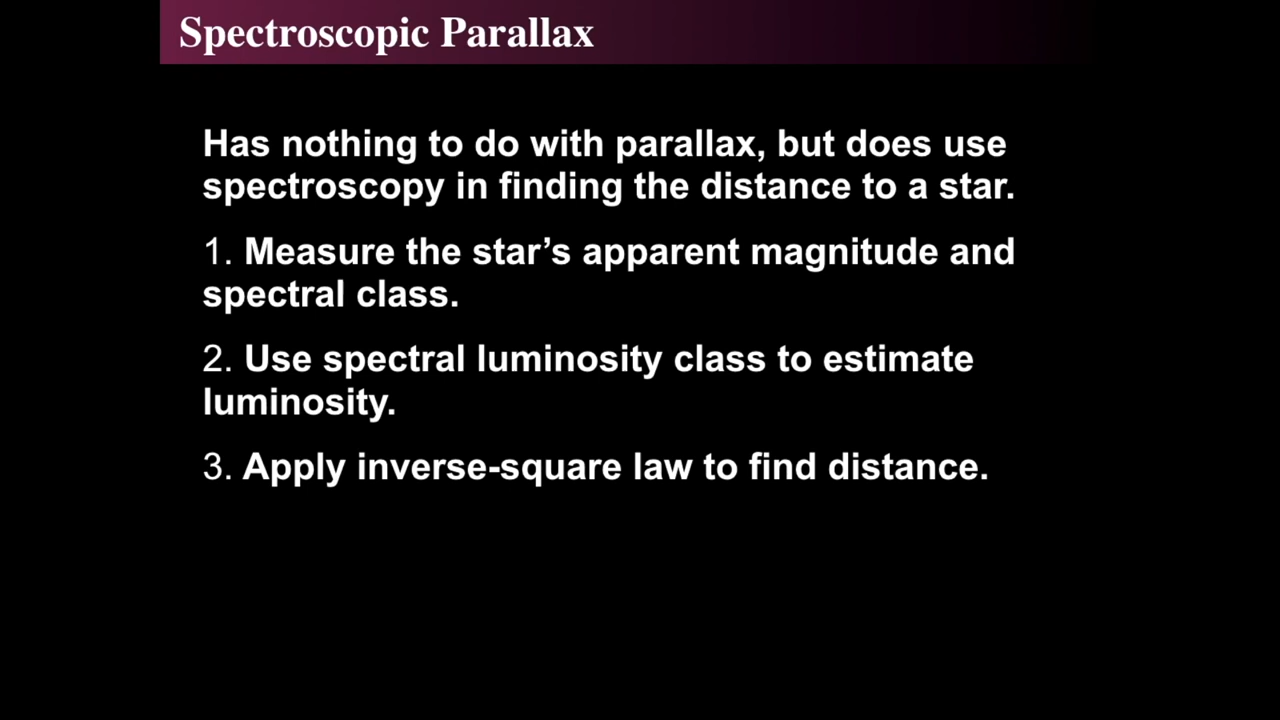 Spectroscopic Parallax
Has nothing to do with parallax, but does use
spectroscopy in finding the distance to a star.
1. Measure the star’s apparent magnitude and
spectral class.
2. Use spectral luminosity class to estimate
luminosity.
3. Apply inverse-square law to find distance.